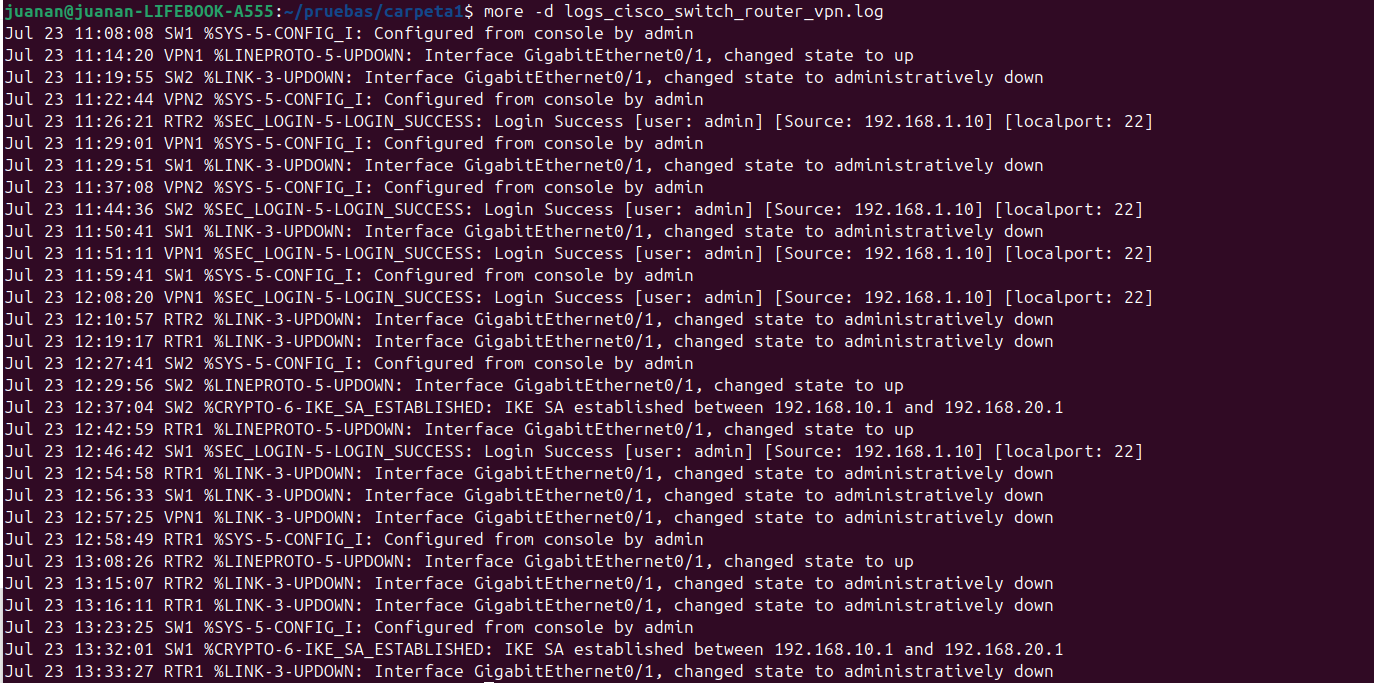 juanan@juanan-LIFEBOOK-A555:~/pruebas/carpeta1$ more -d logs_cisco_switch_router_vpn.log
Jul 23 11:08:08 SW1 %SYS-5-CONFIG_I: Configured from console by admin
Jul 23 11:14:20 VPN1 %LINEPROTO-5-UPDOWN: Interface GigabitEthernet0/1, changed state to up
Jul 23 11:19:55 SW2 %LINK-3-UPDOWN: Interface GigabitEthernet0/1, changed state to administratively down
Jul 23 11:22:44 VPN2 %SYS-5-CONFIG_I: Configured from console by admin
Jul 23 11:26:21 RTR2 %SEC_LOGIN-5-LOGIN_SUCCESS: Login Success [user: admin] [Source: 192.168.1.10] [localport: 22]
Jul 23 11:29:01 VPN1 %SYS-5-CONFIG_I: Configured from console by admin
Jul 23 11:29:51 SW1 %LINK-3-UPDOWN: Interface GigabitEthernet0/1, changed state to administratively down
Jul 23 11:37:08 VPN2 %SYS-5-CONFIG_I: Configured from console by admin
Jul 23 11:44:36 SW2 %SEC_LOGIN-5-LOGIN_SUCCESS: Login Success [user: admin] [Source: 192.168.1.10] [localport: 22]
Jul 23 11:50:41 SW1 %LINK-3-UPDOWN: Interface GigabitEthernet0/1, changed state to administratively down
Jul 23 11:51:11 VPN1 %SEC_LOGIN-5-LOGIN_SUCCESS: Login Success [user: admin] [Source: 192.168.1.10] [localport: 22]
Jul 23 11:59:41 SW1 %SYS-5-CONFIG_I: Configured from console by admin
Jul 23 12:08:20 VPN1 %SEC_LOGIN-5-LOGIN_SUCCESS: Login Success [user: admin] [Source: 192.168.1.10] [localport: 22]
Jul 23 12:10:57 RTR2 %LINK-3-UPDOWN: Interface GigabitEthernet0/1, changed state to administratively down
Jul 23 12:19:17 RTR1 %LINK-3-UPDOWN: Interface GigabitEthernet0/1, changed state to administratively down
Jul 23 12:27:41 SW2 %SYS-5-CONFIG_I: Configured from console by admin
Jul 23 12:29:56 SW2 %LINEPROTO-5-UPDOWN: Interface GigabitEthernet0/1, changed state to up
Jul 23 12:37:04 SW2 %CRYPTO-6-IKE_SA_ESTABLISHED: IKE SA established between 192.168.10.1 and 192.168.20.1
Jul 23 12:42:59 RTR1 %LINEPROTO-5-UPDOWN: Interface GigabitEthernet0/1, changed state to up
Jul 23 12:46:42 SW1 %SEC_LOGIN-5-LOGIN_SUCCESS: Login Success [user: admin] [Source: 192.168.1.10] [localport: 22]
Jul 23 12:54:58 RTR1 %LINK-3-UPDOWN: Interface GigabitEthernet0/1, changed state to administratively down
Jul 23 12:56:33 SW1 %LINK-3-UPDOWN: Interface GigabitEthernet0/1, changed state to administratively down
Jul 23 12:57:25 VPN1 %LINK-3-UPDOWN: Interface GigabitEthernet0/1, changed state to administratively down
Jul 23 12:58:49 RTR1 %SYS-5-CONFIG_I: Configured from console by admin
Jul 23 13:08:26 RTR2 %LINEPROTO-5-UPDOWN: Interface GigabitEthernet0/1, changed state to up
Jul 23 13:15:07 RTR2 %LINK-3-UPDOWN: Interface GigabitEthernet0/1, changed state to administratively down
Jul 23 13:16:11 RTR1 %LINK-3-UPDOWN: Interface GigabitEthernet0/1, changed state to administratively down
Jul 23 13:23:25 SW1 %SYS-5-CONFIG_I: Configured from console by admin
Jul 23 13:32:01 SW1 %CRYPTO-6-IKE_SA_ESTABLISHED: IKE SA established between 192.168.10.1 and 192.168.20.1
Jul 23 13:33:27 RTR1 %LINK-3-UPDOWN: Interface GigabitEthernet0/1, changed state to administratively down